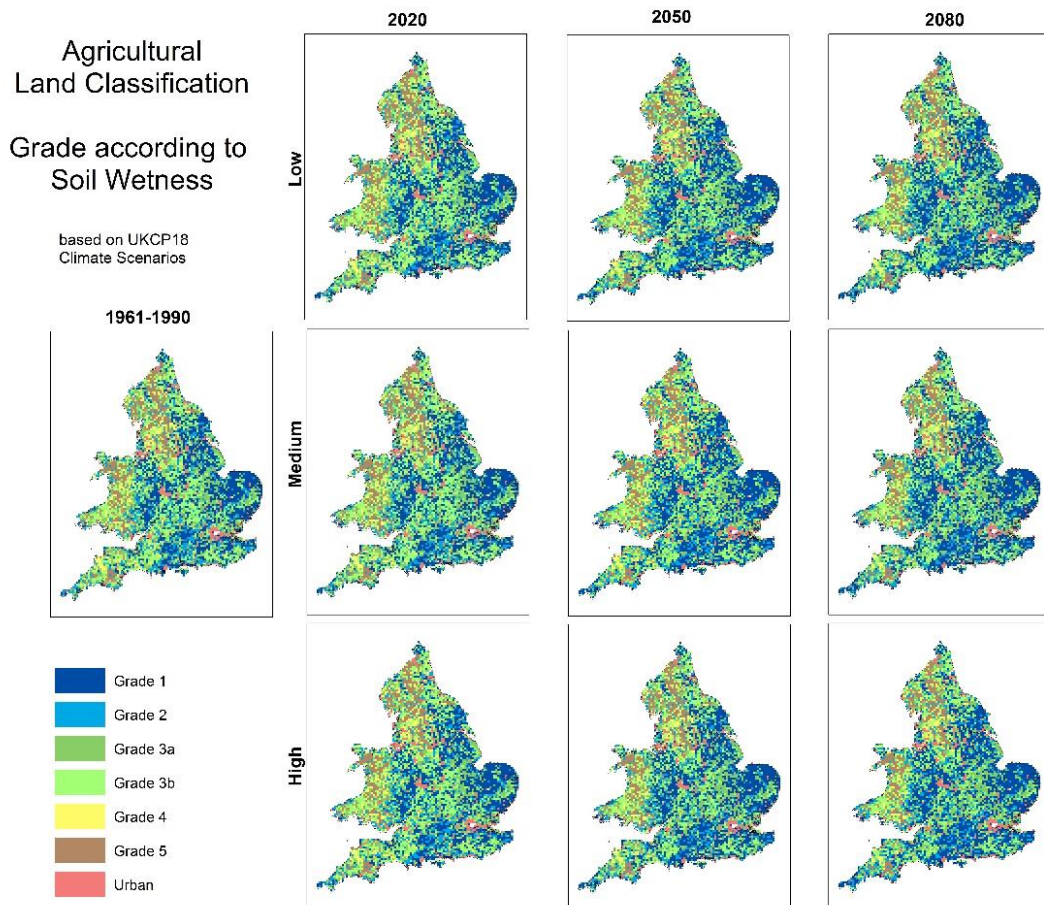 Agricultural
Land Classification
Grade according to
Soil Wetness
based on UKCP18
Climate Scenarios
2020
2050
2080
Low
1961-1990
Medium
High
Grade 1
Grade 2
Grade 3a
Grade 3b
Grade 4
Grade 5
Urban